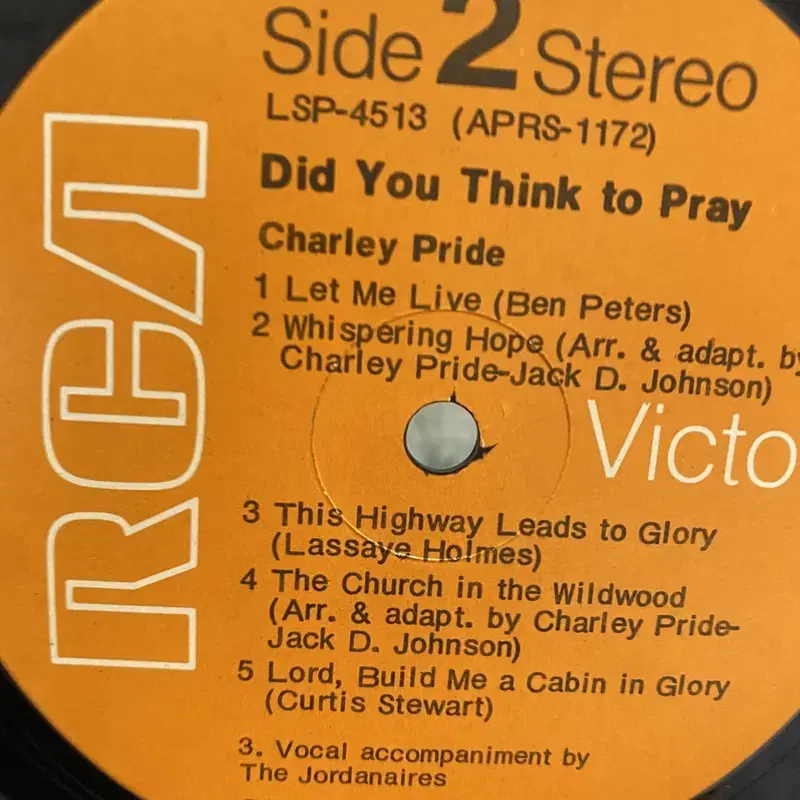 Side 2 Stereo
LSP-4513 (APRS-1172)
Did You Think to Pray
Charley Pride
1 Let Me Live (Ben Peters)
2 Whispering Hope (Arr. & adapt. by
Charley Pride-Jack D. Johnson)
RCA
Victo
3 This Highway Leads to Glory
(Lassaye Holmes)
4 The Church in the Wildwood
(Arr. & adapt. by Charley Pride-
Jack D. Johnson)
5 Lord, Build Me a Cabin in Glory
(Curtis Stewart)
3. Vocal accompaniment by
The Jordanaires